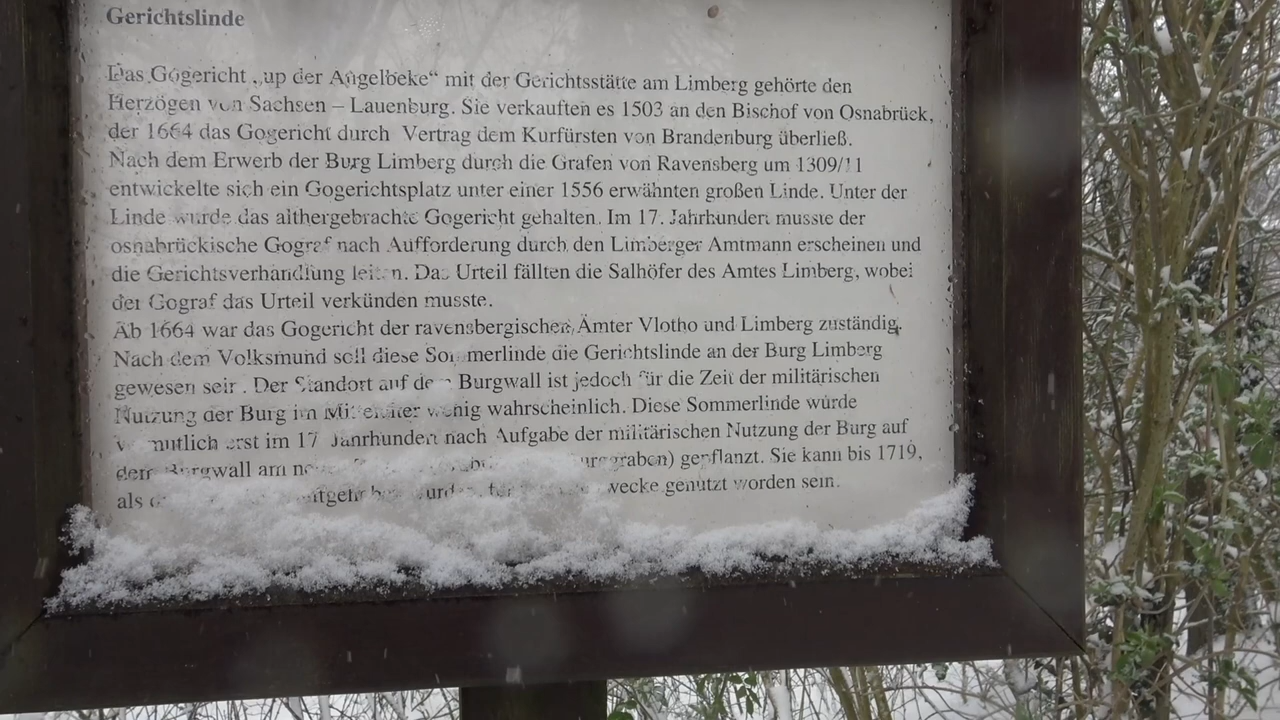 Gerichtslinde
Das Gogericht „up der Angelbeke“ mit der Gerichtsstätte am Limberg gehörte den
Herzögen von Sachsen – Lauenburg. Sie verkauften es 1503 an den Bischof von Osnabrück,
der 1664 das Gogericht durch Vertrag dem Kurfürsten von Brandenburg überließ.
Nach dem Erwerb der Burg Limberg durch die Grafen von Ravensberg um 1309/11
entwickelte sich ein Gogerichtsplatz unter einer 1556 erwähnten großen Linde. Unter der
Linde wurde das althergebrachte Gogericht gehalten. Im 17. Jahrhundert musste der
osnabrückische Gograf nach Aufforderung durch den Limberger Amtmann erscheinen und
die Gerichtsverhandlung leiten. Das Urteil fällten die Salhöfer des Amtes Limberg, wobei
der Gograf das Urteil verkünden musste.
Ab 1664 war das Gogericht der ravensbergischen Ämter Vlotho und Limberg zuständig.
Nach dem Volksmund soll diese Sommerlinde die Gerichtslinde an der Burg Limberg
gewesen sein. Der Standort auf dem Burgwall ist jedoch für die Zeit der militärischen
Nutzung der Burg im Mittelalter wenig wahrscheinlich. Diese Sommerlinde wurde
vermutlich erst im 17. Jahrhundert nach Aufgabe der militärischen Nutzung der Burg auf
dem Burgwall am gepflanzt. Sie kann bis 1719,
als genutzt worden sein.